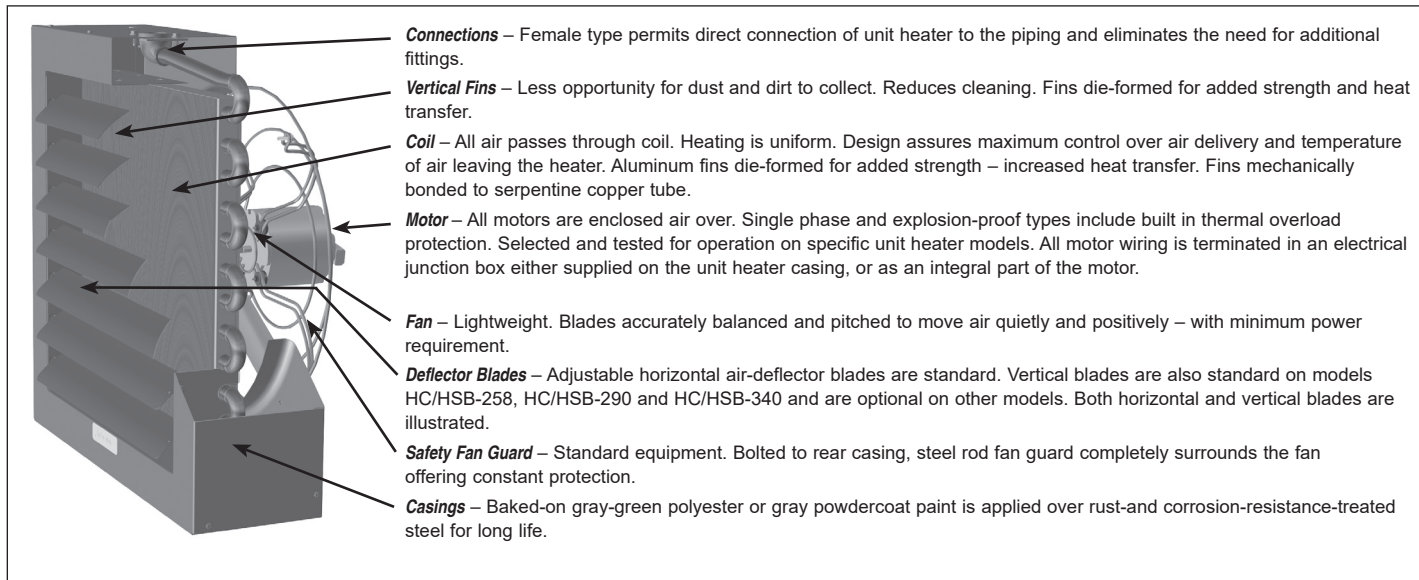 Connections – Female type permits direct connection of unit heater to the piping and eliminates the need for additional
fittings.
Vertical Fins – Less opportunity for dust and dirt to collect. Reduces cleaning. Fins die-formed for added strength and heat
transfer.
Coil – All air passes through coil. Heating is uniform. Design assures maximum control over air delivery and temperature
of air leaving the heater. Aluminum fins die-formed for added strength – increased heat transfer. Fins mechanically
bonded to serpentine copper tube.
Motor – All motors are enclosed air over. Single phase and explosion-proof types include built in thermal overload
protection. Selected and tested for operation on specific unit heater models. All motor wiring is terminated in an electrical
junction box either supplied on the unit heater casing, or as an integral part of the motor.
Fan – Lightweight. Blades accurately balanced and pitched to move air quietly and positively – with minimum power
requirement.
Deflector Blades – Adjustable horizontal air-deflector blades are standard. Vertical blades are also standard on models
HC/HSB-258, HC/HSB-290 and HC/HSB-340 and are optional on other models. Both horizontal and vertical blades are
illustrated.
Safety Fan Guard – Standard equipment. Bolted to rear casing, steel rod fan guard completely surrounds the fan
offering constant protection.
Casings – Baked-on gray-green polyester or gray powdercoat paint is applied over rust-and corrosion-resistance-treated
steel for long life.